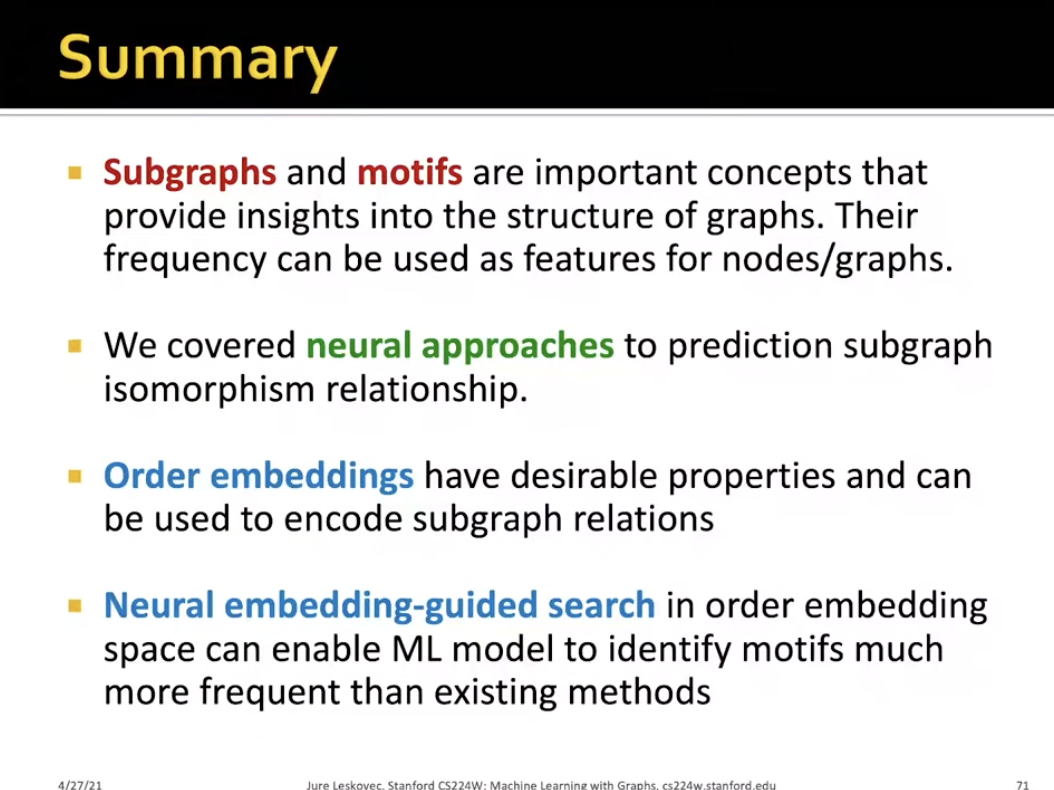 Summary
Subgraphs and motifs are important concepts that
provide insights into the structure of graphs. Their
frequency can be used as features for nodes/graphs.
We covered neural approaches to prediction subgraph
isomorphism relationship.
Order embeddings have desirable properties and can
be used to encode subgraph relations
Neural embedding-guided search in order embedding
space can enable ML model to identify motifs much
more frequent than existing methods
4/27/21 Jure Leskovec, Stanford CS224W: Machine Learning with Graphs, cs224w.stanford.edu 71